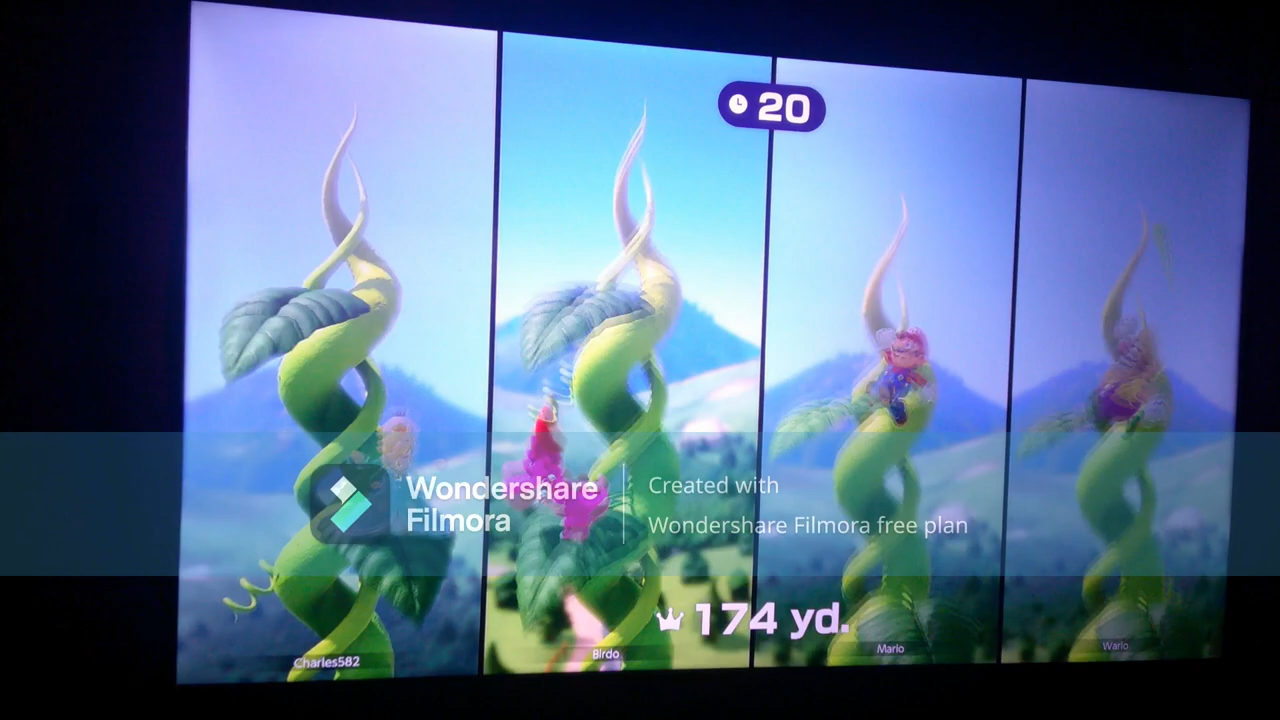 20
Wondershare
Filmora
Created with
Wondershare Filmora free plan
174 yd.
Charles582
Birdo
Mario
Wario